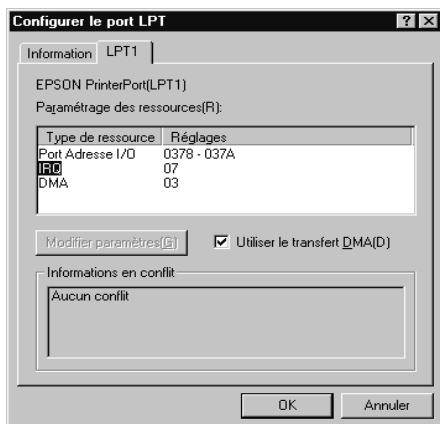 Configurer le port LPT
Information LPT1
EPSON PrinterPort(LPT1)
Paramétrage des ressources(R):
Type de ressource Réglages
Port Adresse I/O 0378 - 037A
IRQ 07
DMA 03
Modifier paramètres(G) Utiliser le transfert DMA(D)
Informations en conflit
Aucun conflit
OK Annuler